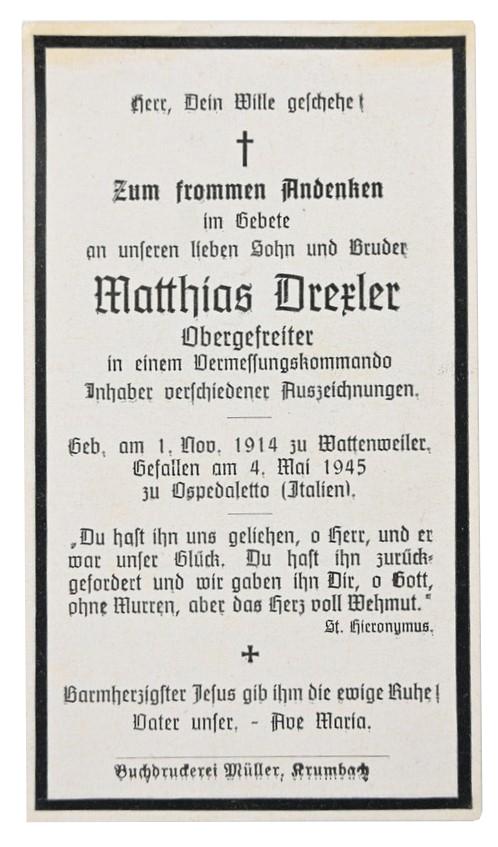 Herr, Dein Wille geschehe!
Zum frommen Andenken
im Gebete
an unseren lieben Sohn und Bruder
Matthias Drexler
Obergefreiter
in einem Vermessungskommando
Inhaber verschiedener Auszeichnungen.
Geb. am 1. Nov. 1914 zu Wattenweiler.
Gefallen am 4. Mai 1945
zu Ospedaletto (Italien).
„Du hast ihn uns geliehen, o Herr, und er
war unser Glück. Du hast ihn zurück-
gefordert und wir gaben ihn Dir, o Gott,
ohne Murren, aber das Herz voll Wehmut.“
St. Hieronymus.
Barmherzigster Jesus gib ihm die ewige Ruhe!
Vater unser. - Ave Maria.
Buchdruckerei Müller, Krumbach